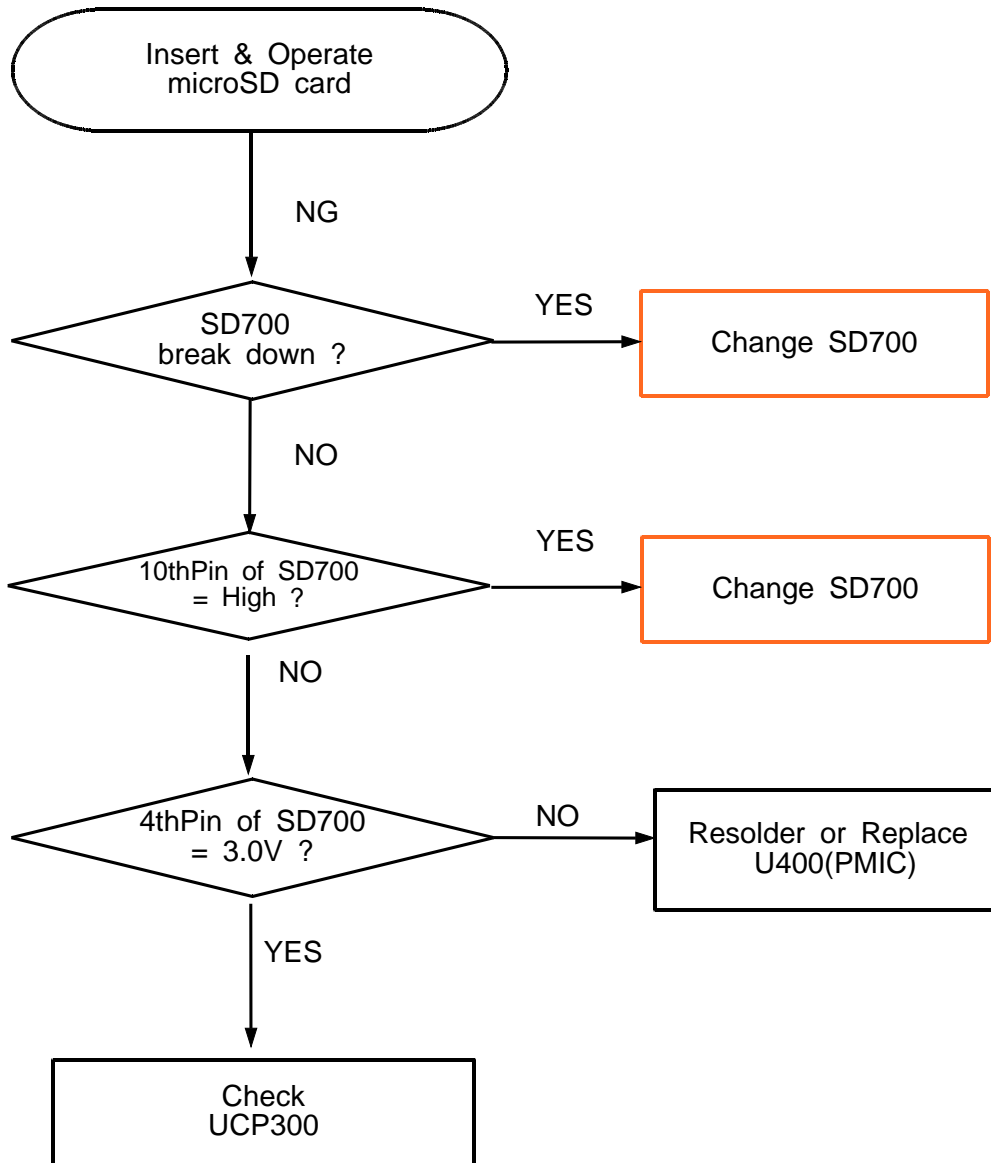 Insert & Operate
microSD card
NG
SD700
break down ?
YES
Change SD700
NO
10thPin of SD700
= High ?
YES
Change SD700
NO
4thPin of SD700
= 3.0V ?
NO
Resolder or Replace
U400(PMIC)
YES
Check
UCP300